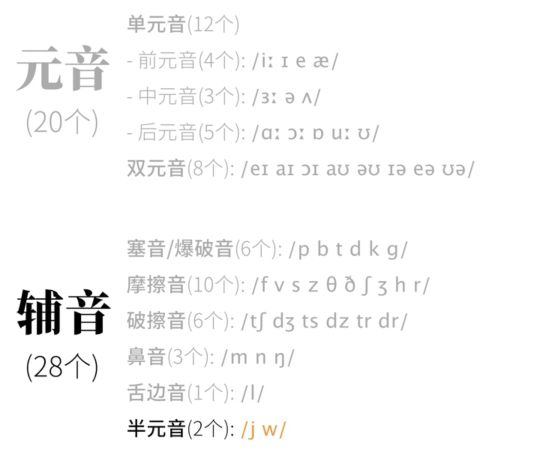 元音
(20个)
单元音(12个)
- 前元音(4个): /iː ɪ e æ/
- 中元音(3个): /ɜː ə ʌ/
- 后元音(5个): /ɑː ɔː ɒ uː ʊ/
双元音(8个): /eɪ aɪ ɔɪ aʊ əʊ ɪə eə ʊə/
辅音
(28个)
塞音/爆破音(6个): /p b t d k ɡ/
摩擦音(10个): /f v s z θ ð ʃ ʒ h r/
破擦音(6个): /tʃ dʒ ts dz tr dr/
鼻音(3个): /m n ŋ/
舌边音(1个): /l/
半元音(2个): /j w/